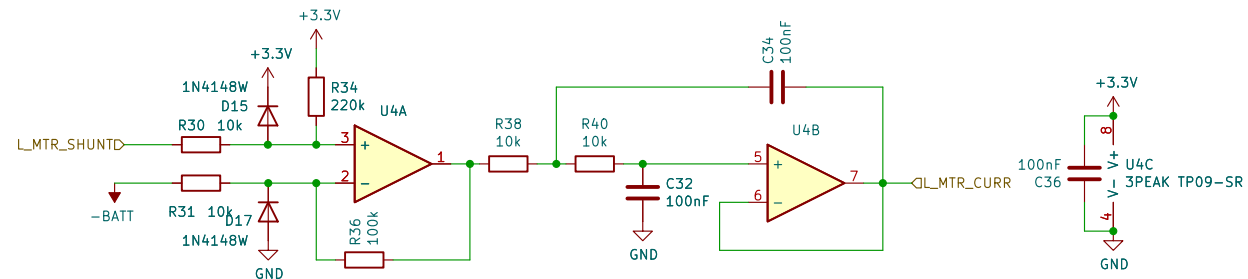 +3.3V
+3.3V
1N4148W
D15
R34
220k
U4A
R30 10k
L_MTR_SHUNT
3
+
1
2
-
-BATT
R31 10k
D17
1N4148W
GND
R36
100k
R38
10k
R40
10k
C34
100nF
C32
100nF
GND
U4B
5
+
6
-
7
L_MTR_CURR
+3.3V
8
V+
100nF
C36
U4C
3PEAK TP09-SR
V-
4
GND